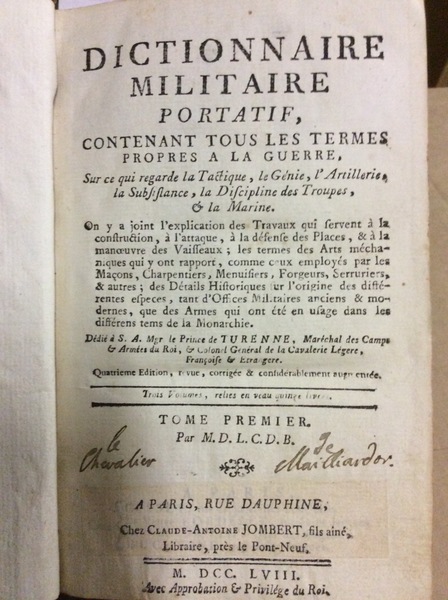 DICTIONNAIRE
MILITAIRE
PORTATIF,
CONTENANT TOUS LES TERMES
PROPRES A LA GUERRE,
Sur ce qui regarde la Tactique, le Génie, l'Artillerie,
la Subsistance, la Discipline des Troupes,
& la Marine.
On y a joint l'explication des Travaux qui servent à la
construction, à l'attaque, à la défense des Places, & à la
manœuvre des Vaisseaux; les termes des Arts mécha-
niques qui y ont rapport, comme ceux employés par les
Maçons, Charpentiers, Menuisiers, Forgeurs, Serruriers,
& autres; des Détails Historiques sur l'origine des diffé-
rentes especes, tant d'Offices Militaires anciens & mo-
dernes, que des Armes qui ont été en usage dans les
différens tems de la Monarchie.
Dédié à S. A. Mgr le Prince de TURENNE, Maréchal des Camps
& Armées du Roi, & Colonel Général de la Cavalerie Légere,
Françoise & Etrangere.
Quatrieme Edition, revue, corrigée & considérablement augmentée.
Trois Volumes, reliés en veau quinze livres.
TOME PREMIER.
Par M. D. L. C. D. B.
le Chevalier
de Mailliardoz.
A PARIS, RUE DAUPHINE,
Chez CLAUDE-ANTOINE JOMBERT, fils aîné,
Libraire, près le Pont-Neuf.
M. DCC. LVIII.
Avec Approbation & Privilége du Roi.